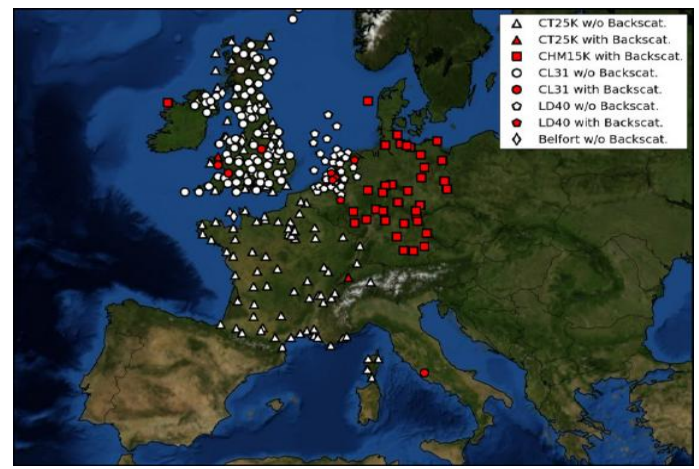 CT25K w/o Backscat.
CT25K with Backscat.
CHM15K with Backscat.
CL31 w/o Backscat.
CL31 with Backscat.
LD40 w/o Backscat.
LD40 with Backscat.
Belfort w/o Backscat.